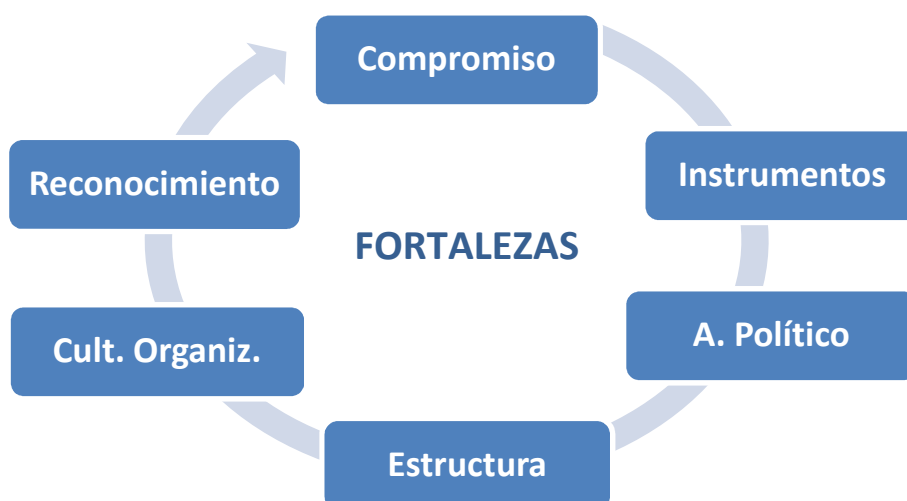 Compromiso
Instrumentos
A. Político
Estructura
Cult. Organiz.
Reconocimiento
FORTALEZAS